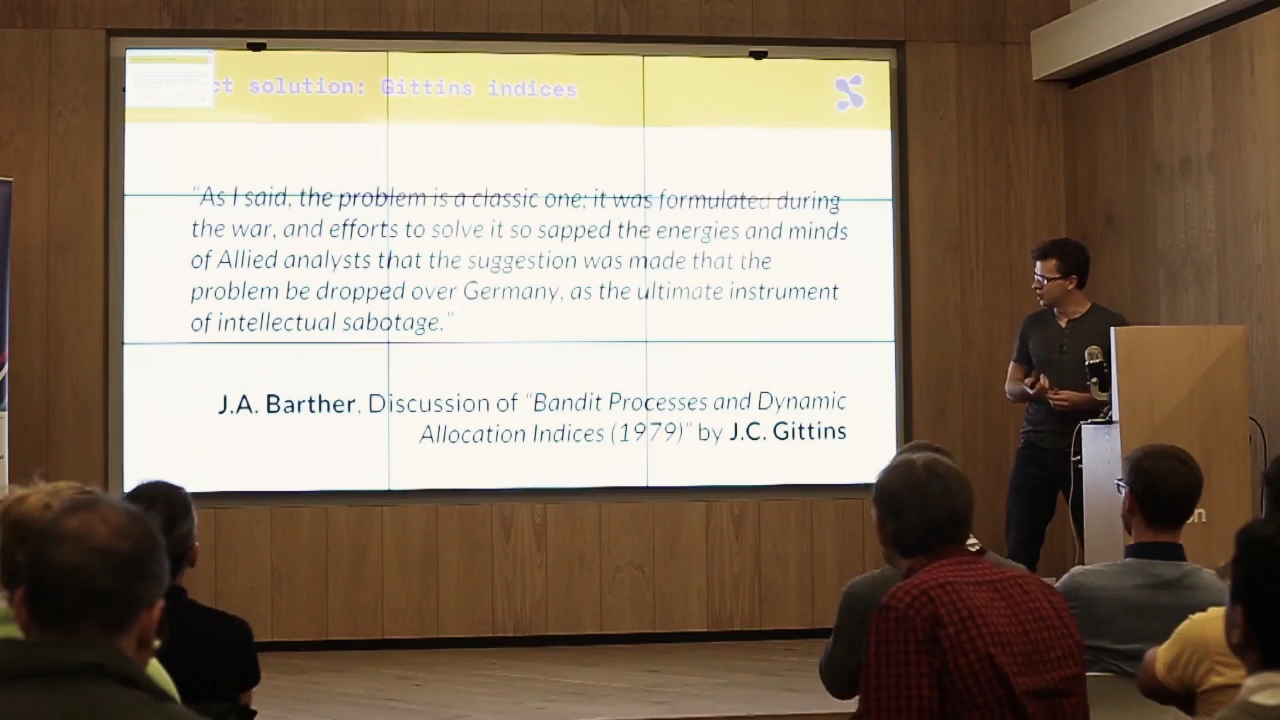 ct solution: Gittins indices
“As I said, the problem is a classic one; it was formulated during
the war, and efforts to solve it so sapped the energies and minds
of Allied analysts that the suggestion was made that the
problem be dropped over Germany, as the ultimate instrument
of intellectual sabotage.”
J.A. Barther, Discussion of “Bandit Processes and Dynamic
Allocation Indices (1979)” by J.C. Gittins
on